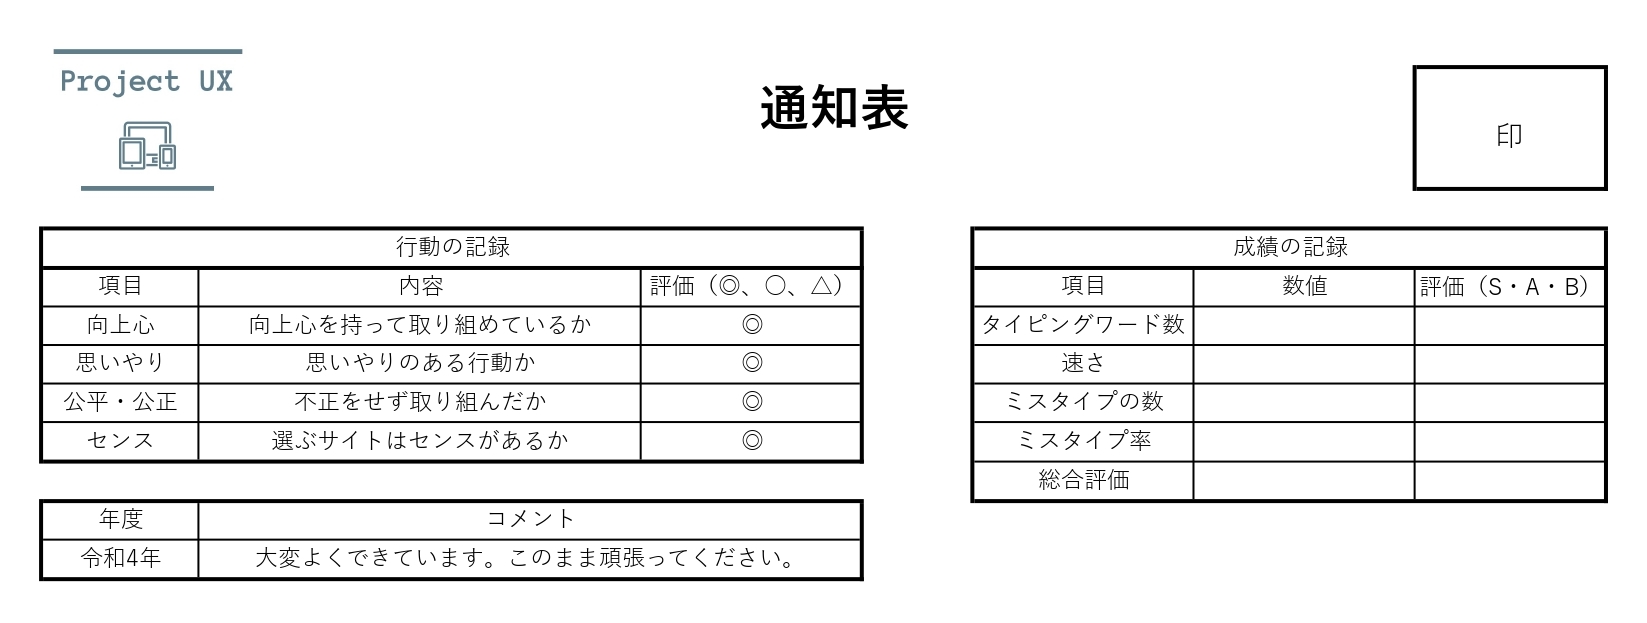 Project UX
通知表
印
行動の記録
項目 内容 評価（◎、〇、△）
向上心 向上心を持って取り組めているか ◎
思いやり 思いやりのある行動か ◎
公平・公正 不正をせず取り組んだか ◎
センス 選ぶサイトはセンスがあるか ◎
年度 コメント
令和4年 大変よくできています。このまま頑張ってください。
成績の記録
項目 数値 評価（S・A・B）
タイピングワード数
速さ
ミスタイプの数
ミスタイプ率
総合評価